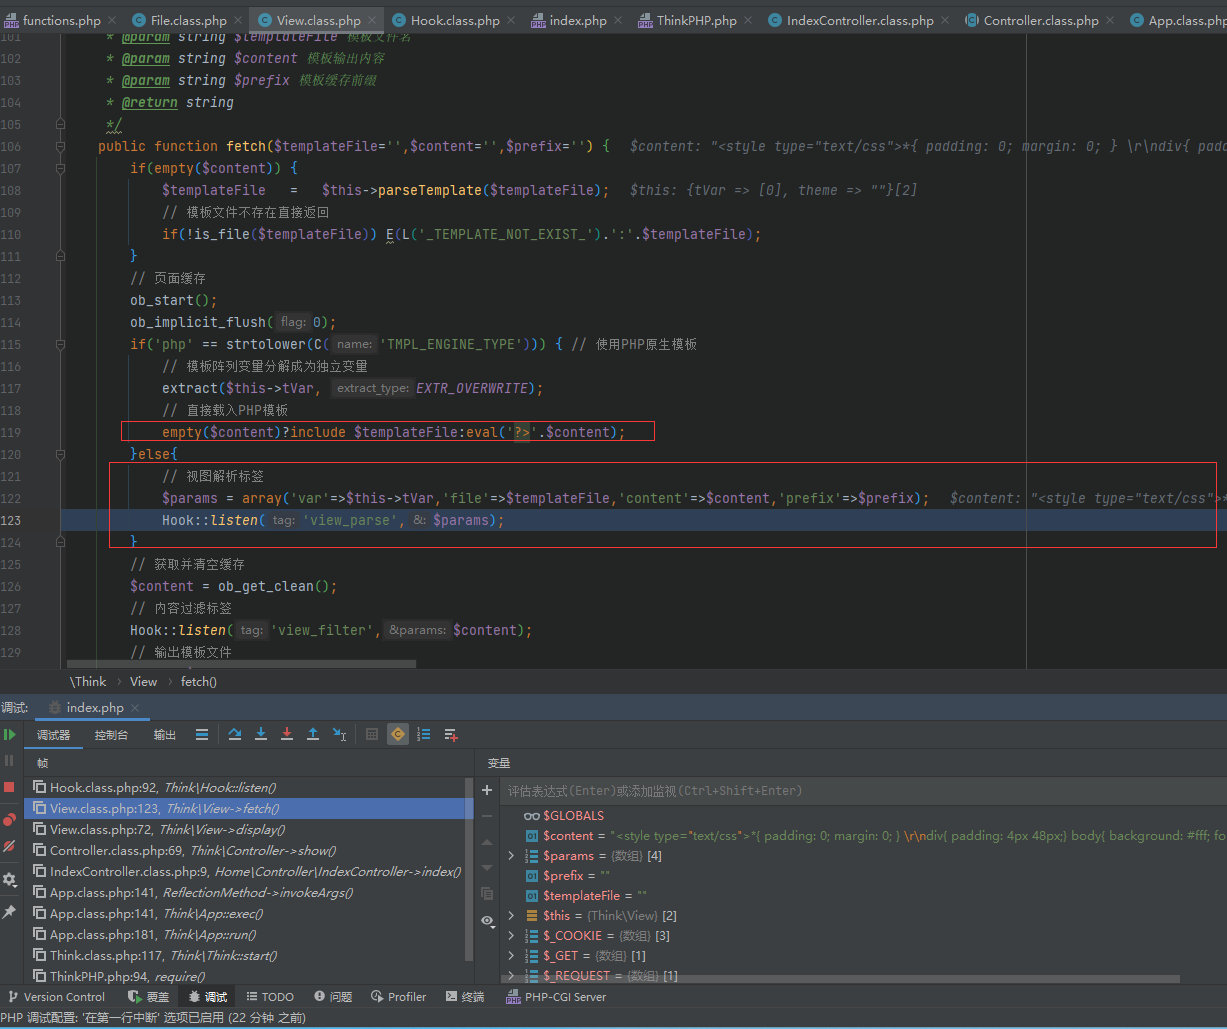 functions.php × File.class.php × View.class.php × Hook.class.php × index.php × ThinkPHP.php × IndexController.class.php × Controller.class.php × App.class.php
101 * @param string $templateFile 模板文件名
102 * @param string $content 模板输出内容
103 * @param string $prefix 模板缓存前缀
104 * @return string
105 */
106 public function fetch($templateFile='',$content='',$prefix='') { $content: "<style type="text/css">*{ padding: 0; margin: 0; } \r\ndiv{ pad
107 if(empty($content)) {
108 $templateFile = $this->parseTemplate($templateFile); $this: {tVar => [0], theme => ""}[2]
109 // 模板文件不存在直接返回
110 if(!is_file($templateFile)) E(L('_TEMPLATE_NOT_EXIST_').':'.$templateFile);
111 }
112 // 页面缓存
113 ob_start();
114 ob_implicit_flush( flag: 0);
115 if('php' == strtolower(C( name: 'TMPL_ENGINE_TYPE'))) { // 使用PHP原生模板
116 // 模板阵列变量分解成为独立变量
117 extract($this->tVar, extract_type: EXTR_OVERWRITE);
118 // 直接载入PHP模板
119 empty($content)?include $templateFile:eval('?>'.$content);
120 }else{
121 // 视图解析标签
122 $params = array('var'=>$this->tVar,'file'=>$templateFile,'content'=>$content,'prefix'=>$prefix); $content: "<style type="text/css">*
123 Hook::listen( tag: 'view_parse', &: $params);
124 }
125 // 获取并清空缓存
126 $content = ob_get_clean();
127 // 内容过滤标签
128 Hook::listen( tag: 'view_filter', &params: $content);
129 // 输出模板文件
\Think › View › fetch()
调试: index.php ×
调试器 控制台 输出
帧
Hook.class.php:92, Think\Hook::listen()
View.class.php:123, Think\View->fetch()
View.class.php:72, Think\View->display()
Controller.class.php:69, Think\Controller->show()
IndexController.class.php:9, Home\Controller\IndexController->index()
App.class.php:141, ReflectionMethod->invokeArgs()
App.class.php:141, Think\App::exec()
App.class.php:181, Think\App::run()
Think.class.php:117, Think\Think::start()
ThinkPHP.php:94, require()
变量
评估表达式(Enter)或添加监视(Ctrl+Shift+Enter)
$GLOBALS
$content = "<style type="text/css">*{ padding: 0; margin: 0; } \r\ndiv{ padding: 4px 48px;} body{ background: #fff; fo
$params = {数组} [4]
$prefix = ""
$templateFile = ""
$this = {Think\View} [2]
$_COOKIE = {数组} [3]
$_GET = {数组} [1]
$_REQUEST = {数组} [1]
Version Control 覆盖 调试 TODO 问题 Profiler 终端 PHP-CGI Server
PHP 调试配置: '在第一行中断' 选项已启用 (22 分钟 之前)